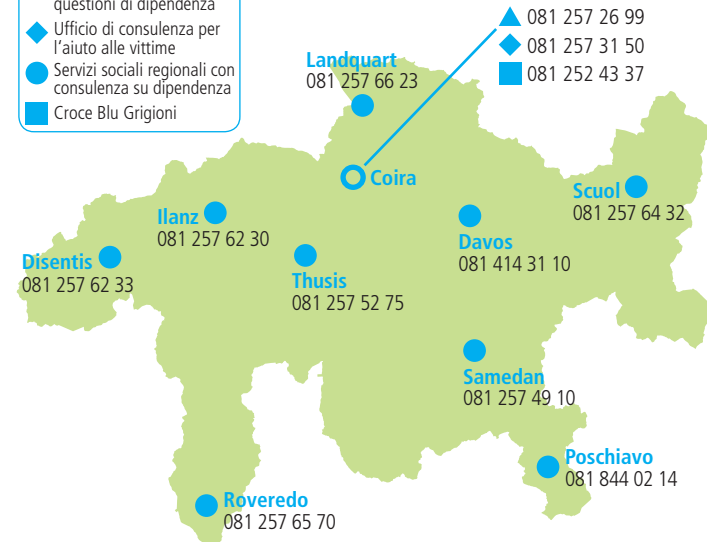 questioni di dipendenza
Ufficio di consulenza per
l'aiuto alle vittime
Servizi sociali regionali con
consulenza su dipendenza
Croce Blu Grigioni
081 257 26 99
081 257 31 50
081 252 43 37
Landquart
081 257 66 23
Coira
Scuol
081 257 64 32
Ilanz
081 257 62 30
Davos
081 414 31 10
Disentis
081 257 62 33
Thusis
081 257 52 75
Samedan
081 257 49 10
Poschiavo
081 844 02 14
Roveredo
081 257 65 70